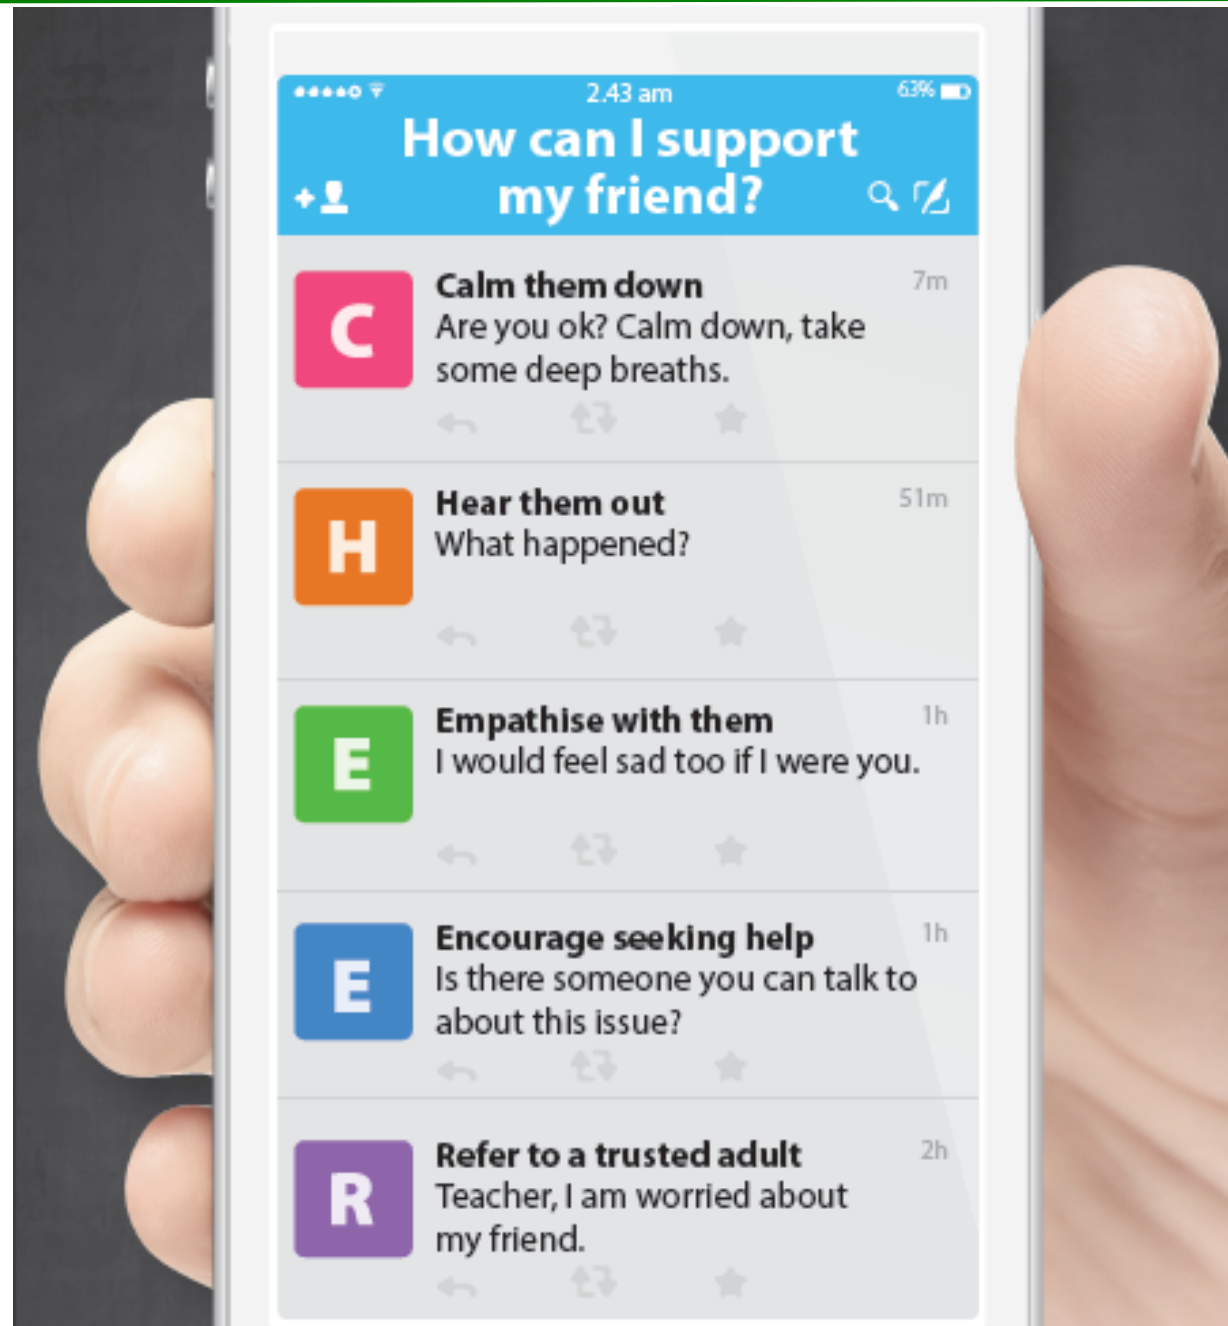 2.43 am
63%
How can I support
my friend?
C
Calm them down
7m
Are you ok? Calm down, take
some deep breaths.
H
Hear them out
51m
What happened?
E
Empathise with them
1h
I would feel sad too if I were you.
E
Encourage seeking help
1h
Is there someone you can talk to
about this issue?
R
Refer to a trusted adult
2h
Teacher, I am worried about
my friend.